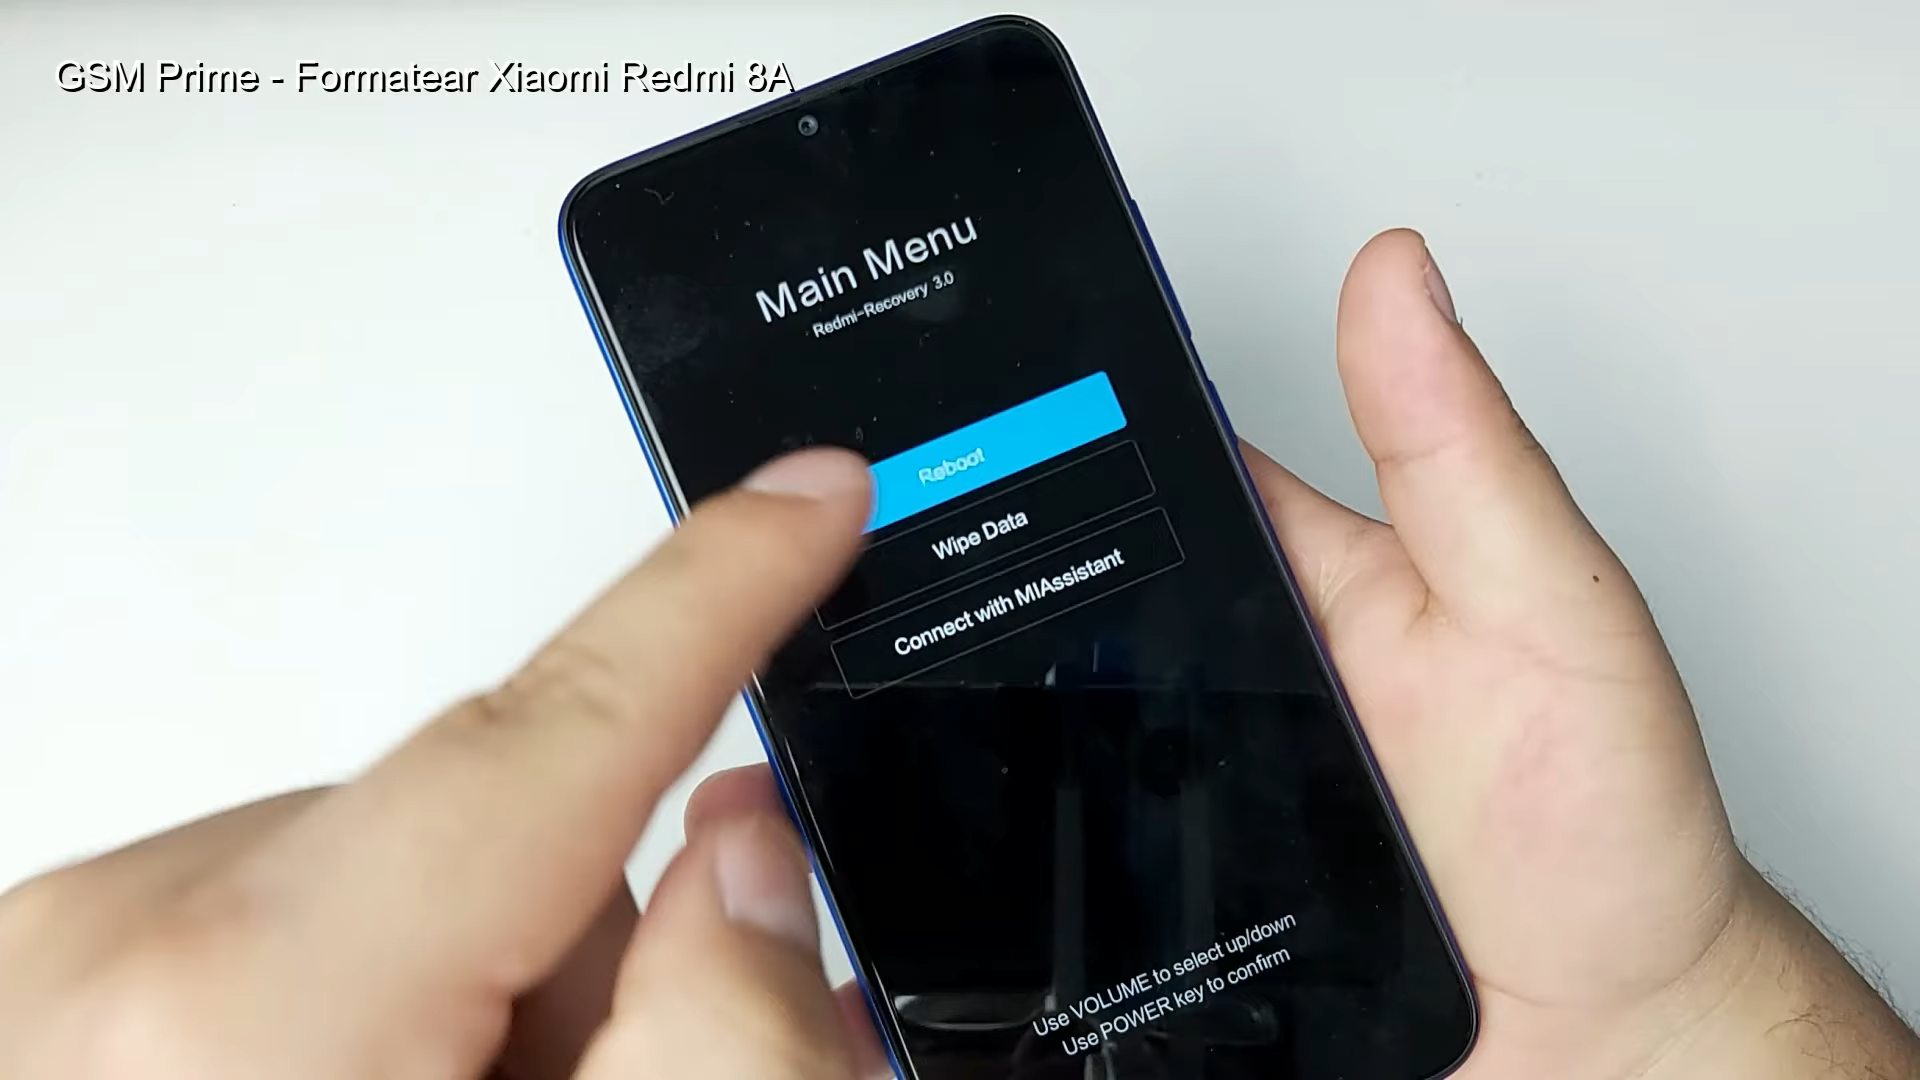 GSM Prime - Formatear Xiaomi Redmi 8A
Main Menu
Redmi-Recovery 3.0
Reboot
Wipe Data
Connect with MIAssistant
Use VOLUME to select up/down
Use POWER key to confirm